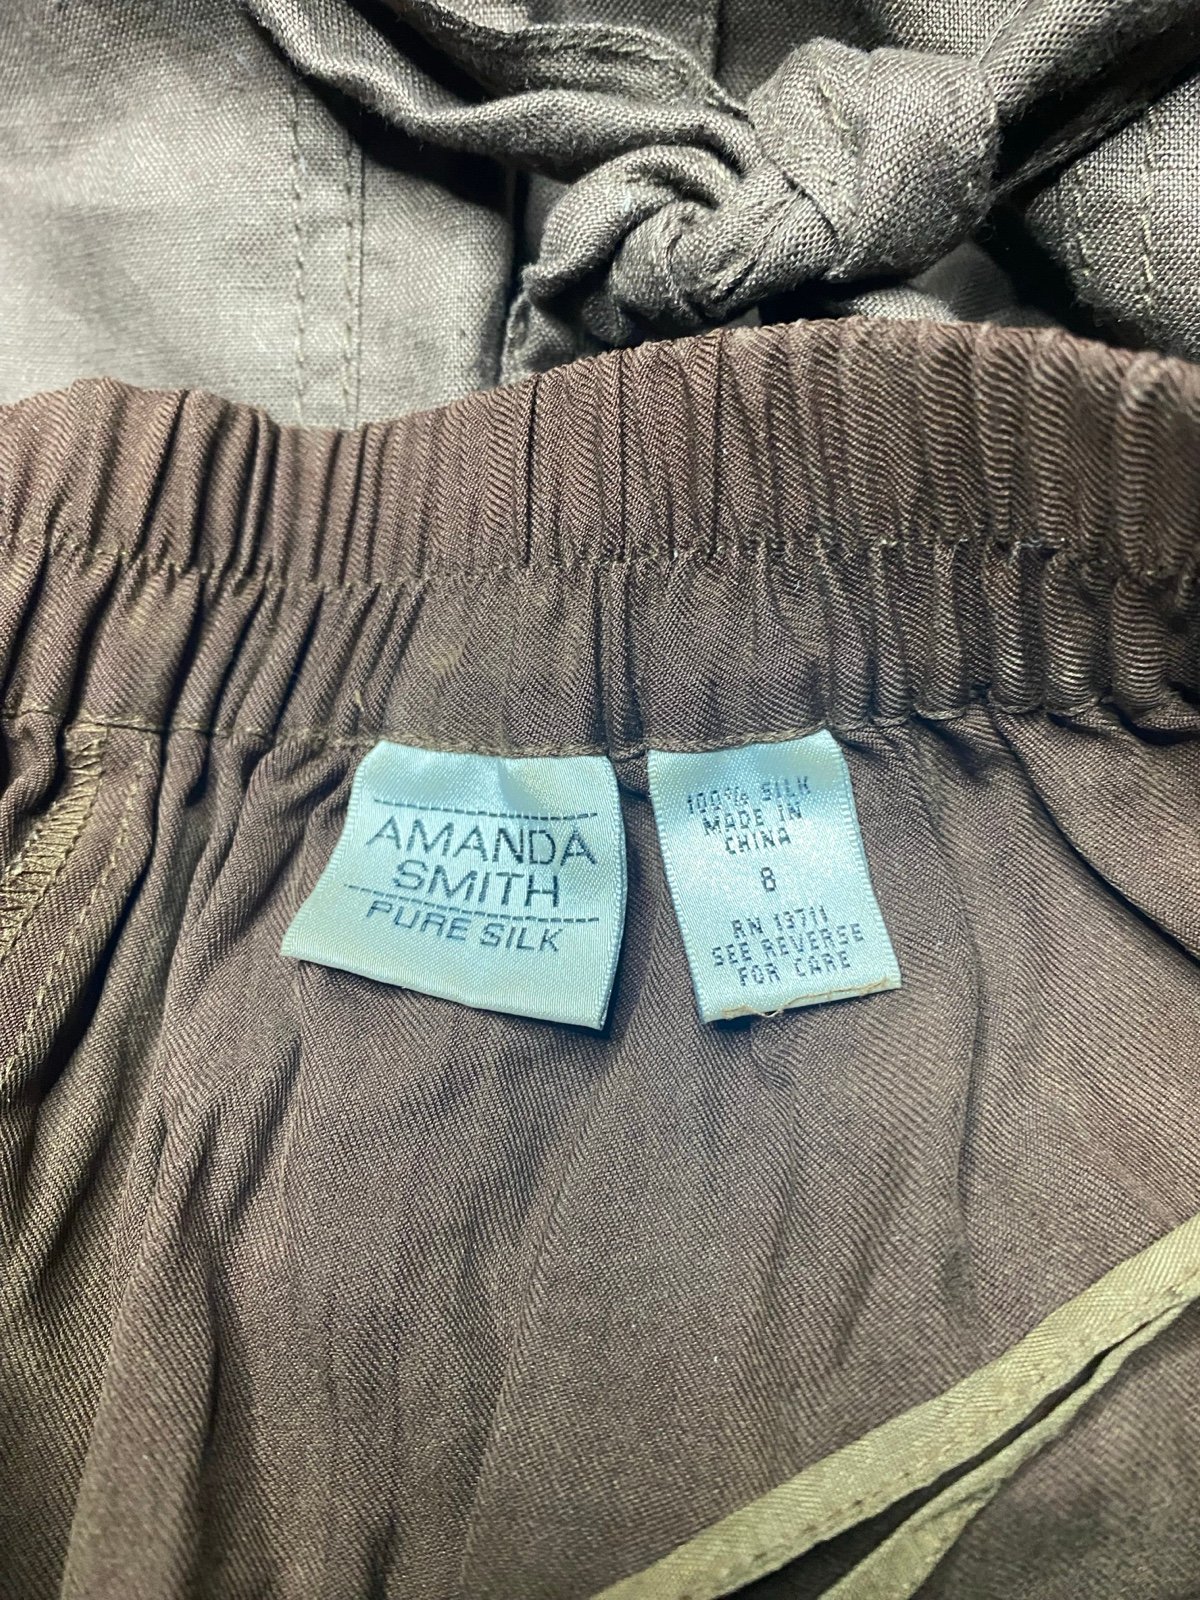 AMANDA
SMITH
PURE SILK
100% SILK
MADE IN
CHINA
8
RN 13711
SEE REVERSE
FOR CARE